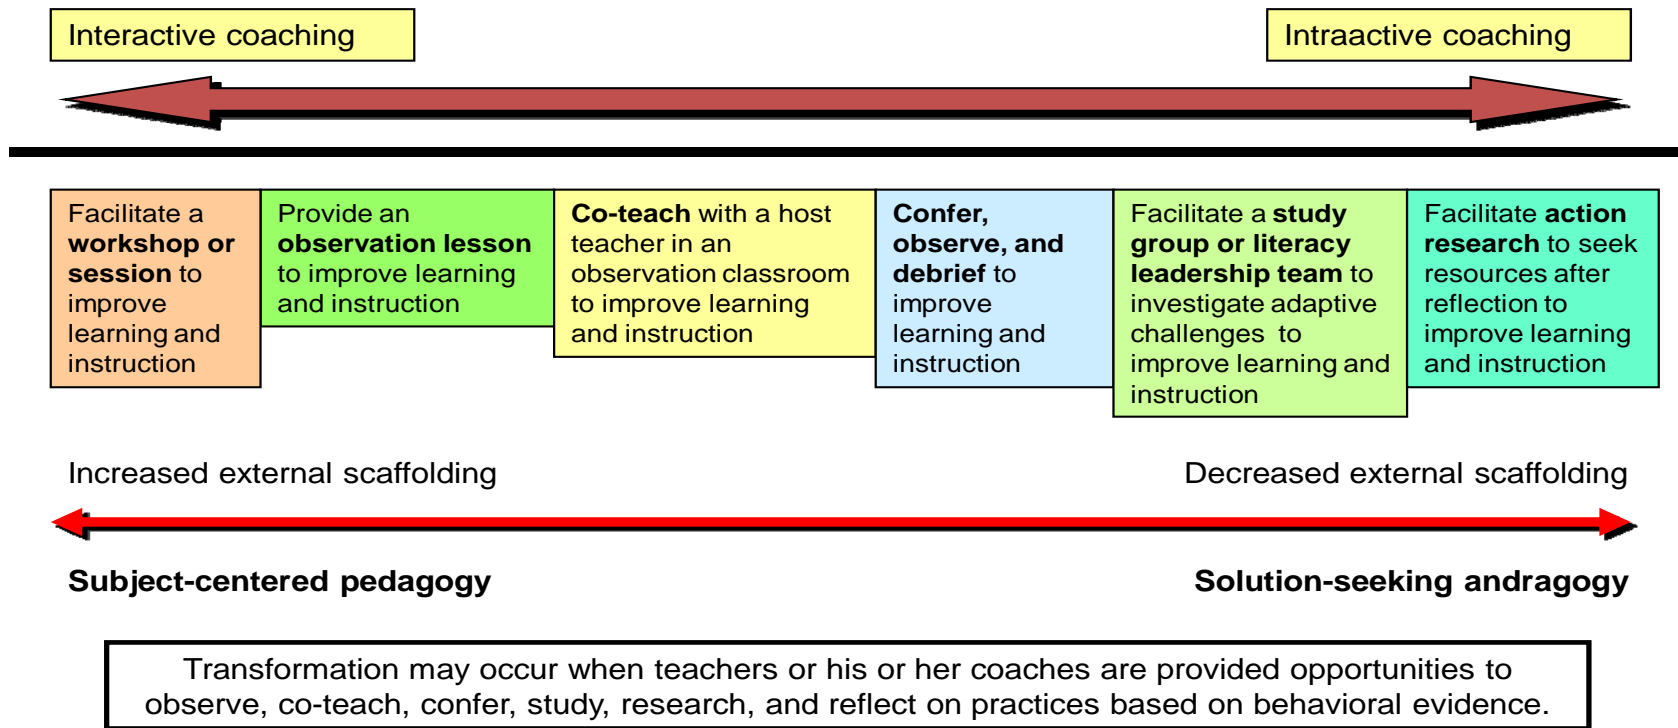 Interactive coaching
Intraactive coaching
Facilitate a
workshop or
session to
improve
learning and
instruction
Provide an
observation lesson
to improve learning
and instruction
Co-teach with a host
teacher in an
observation classroom
to improve learning
and instruction
Confer,
observe, and
debrief to
improve
learning and
instruction
Facilitate a study
group or literacy
leadership team to
investigate adaptive
challenges to
improve learning and
instruction
Facilitate action
research to seek
resources after
reflection to
improve learning
and instruction
Increased external scaffolding
Decreased external scaffolding
Subject-centered pedagogy
Solution-seeking andragogy
Transformation may occur when teachers or his or her coaches are provided opportunities to
observe, co-teach, confer, study, research, and reflect on practices based on behavioral evidence.